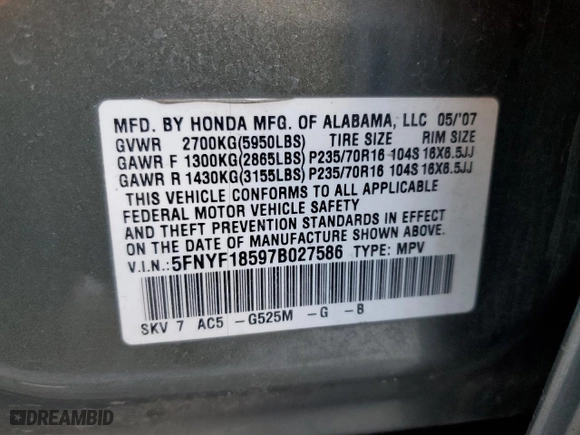 MFD. BY HONDA MFG. OF ALABAMA, LLC 05/'07
GVWR 2700KG(5950LBS) TIRE SIZE RIM SIZE
GAWR F 1300KG(2865LBS) P235/70R16 104S 16X6.5JJ
GAWR R 1430KG(3155LBS) P235/70R16 104S 16X6.5JJ
THIS VEHICLE CONFORMS TO ALL APPLICABLE
FEDERAL MOTOR VEHICLE SAFETY
AND THEFT PREVENTION STANDARDS IN EFFECT
ON THE DATE OF MANUFACTURE SHOWN ABOVE.
V.I.N.:5FNYF18597B027586 TYPE: MPV
SKV 7 AC5 -G525M -G -B
DREAMBID